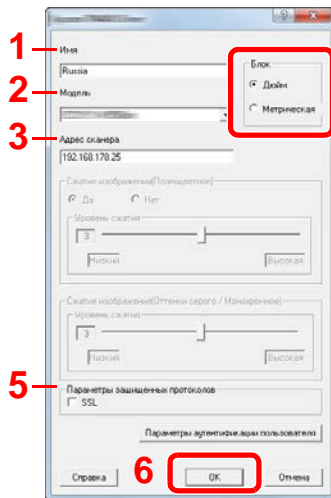 1
Имя
Russia
Блок
Дюйм
Метрическая
2
Модель
3
Адрес сканера
192.168.178.25
Сжатие изображения(Полноцветное)
Да Нет
Уровень сжатия
3
Низкий Высокая
Сжатие изображения(Оттенки серого / Монохромное)
Уровень сжатия
3
Низкий Высокая
5
Параметры защищенных протоколов
SSL
Параметры аутентификации пользователя
6
Справка OK Отмена